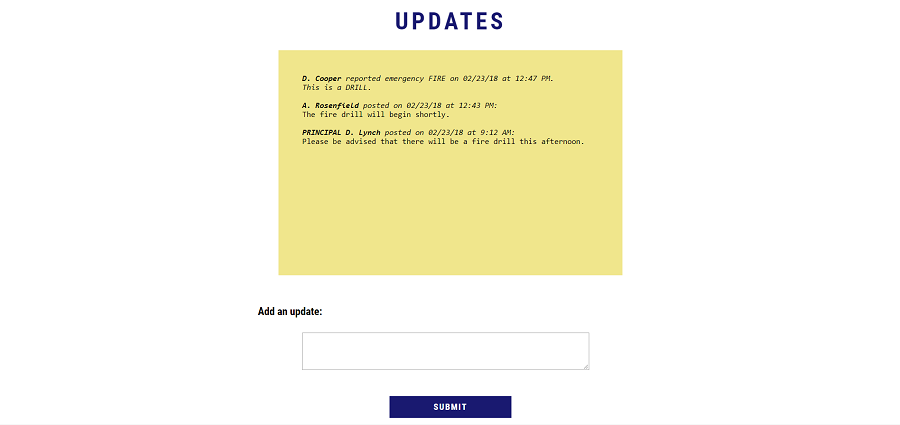 UPDATES
D. Cooper reported emergency FIRE on 02/23/18 at 12:47 PM.
This is a DRILL.
A. Rosenfield posted on 02/23/18 at 12:43 PM:
The fire drill will begin shortly.
PRINCIPAL D. Lynch posted on 02/23/18 at 9:12 AM:
Please be advised that there will be a fire drill this afternoon.
Add an update:
SUBMIT